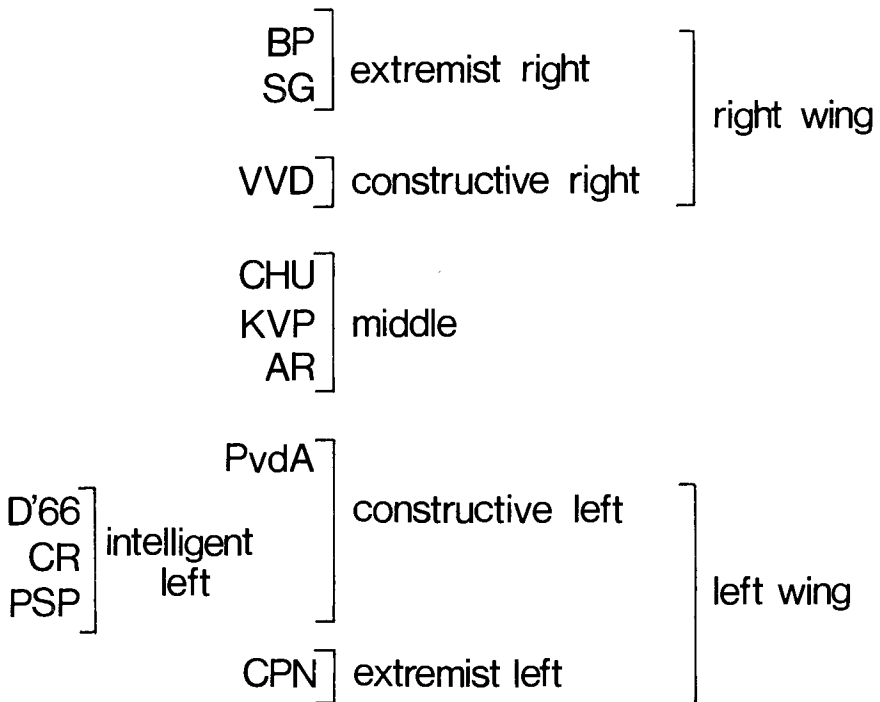 BP
SG
extremist right
right wing
VVD
constructive right
CHU
KVP
AR
middle
PvdA
constructive left
D'66
CR
PSP
intelligent
left
left wing
CPN
extremist left